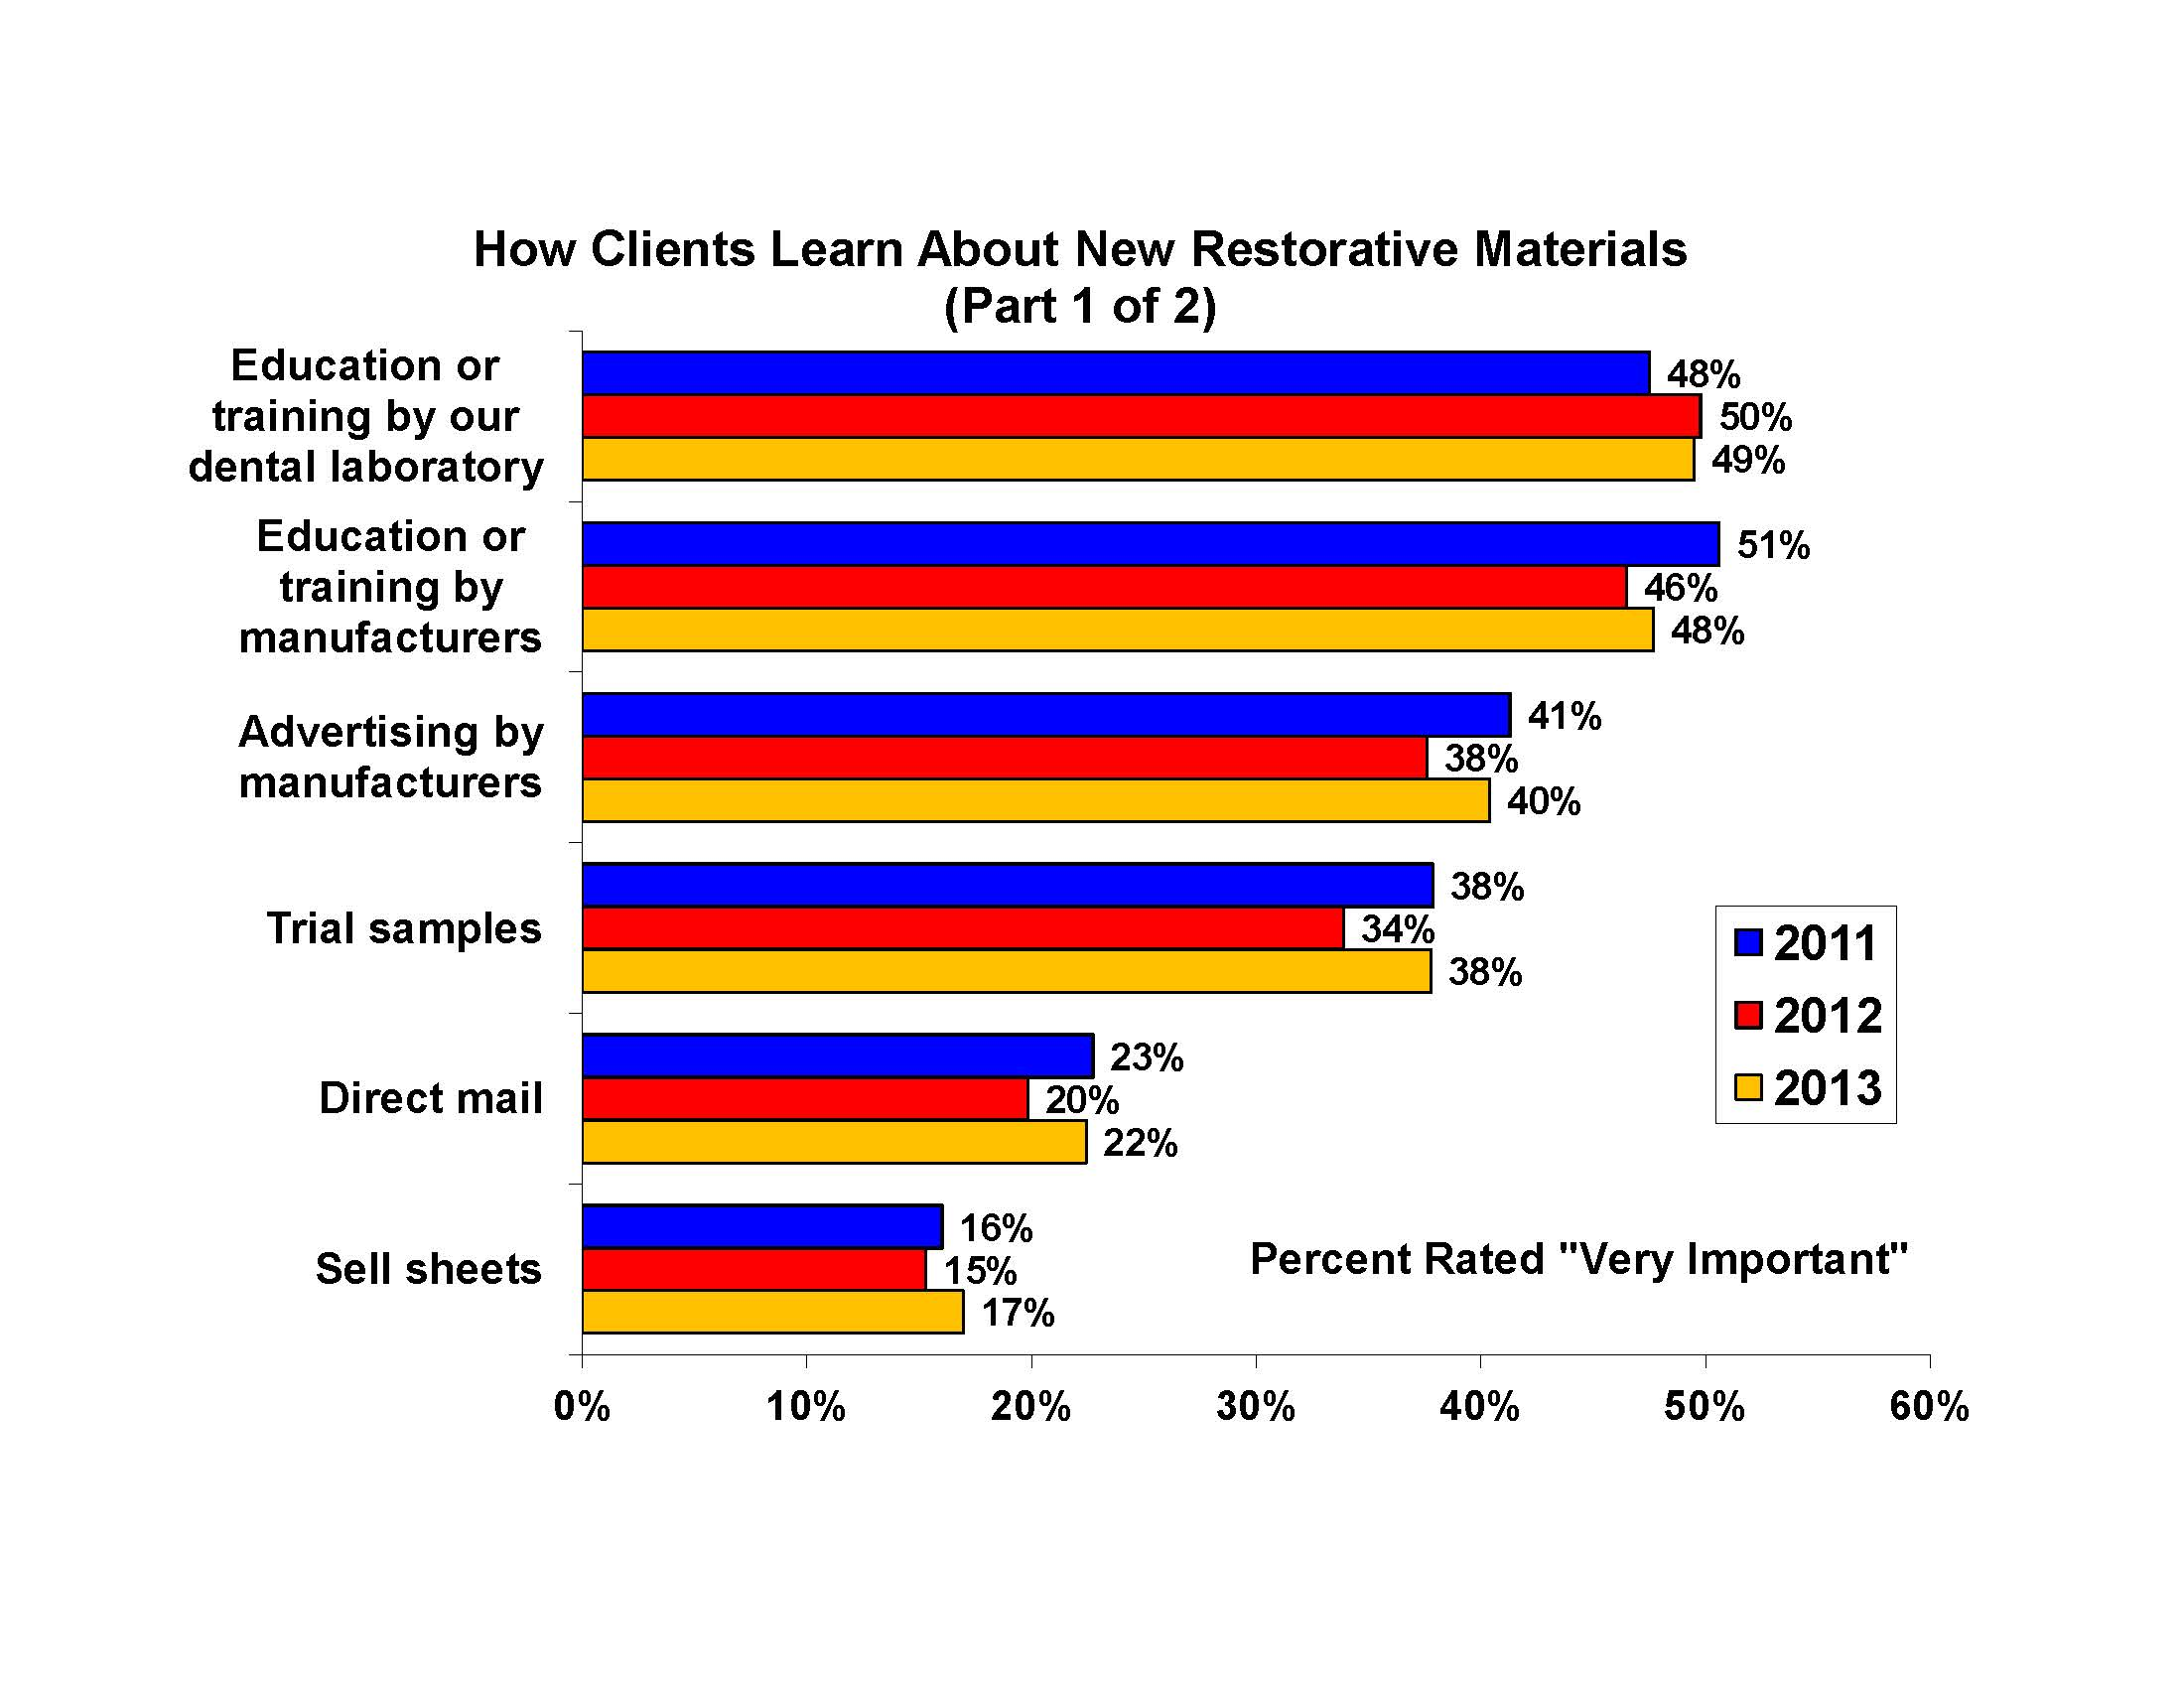 How Clients Learn About New Restorative Materials
(Part 1 of 2)
Education or
training by our
dental laboratory
48%
50%
49%
Education or
training by
manufacturers
51%
46%
48%
Advertising by
manufacturers
41%
38%
40%
Trial samples
38%
34%
38%
Direct mail
23%
20%
22%
Sell sheets
16%
15%
17%
2011
2012
2013
Percent Rated "Very Important"
0% 10% 20% 30% 40% 50% 60%